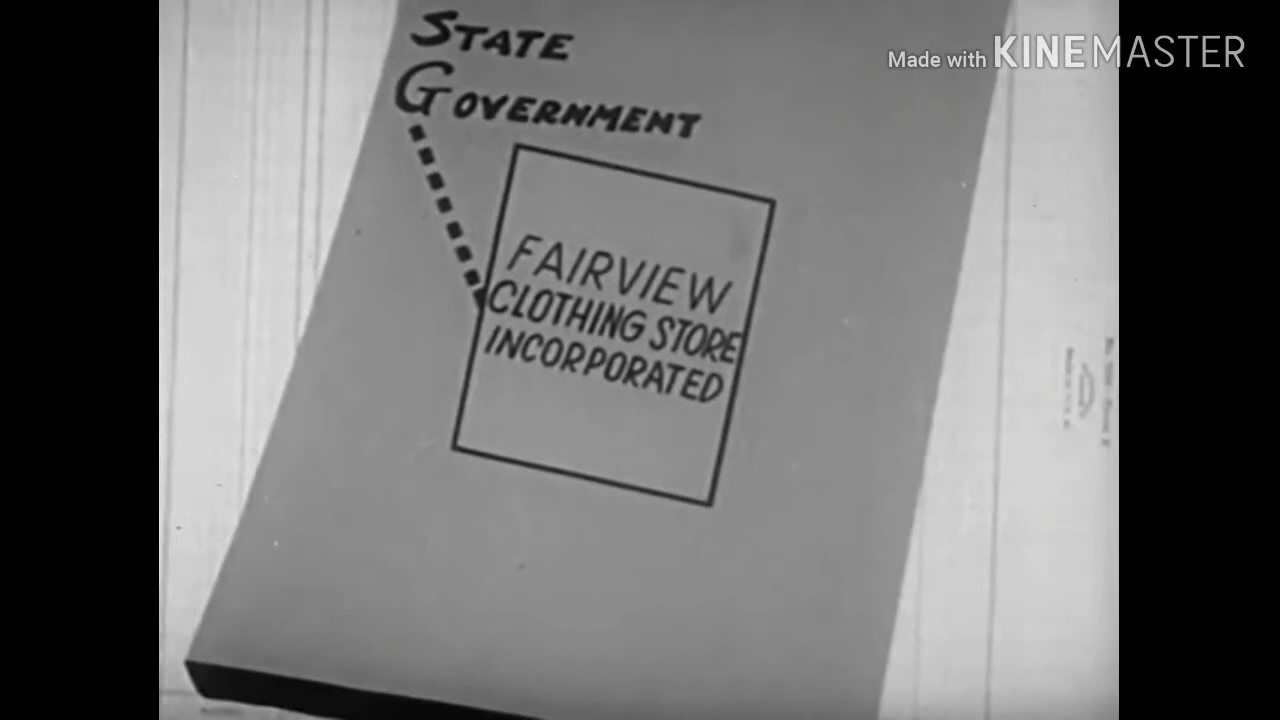 STATE
GOVERNMENT
Made with KINEMASTER
FAIRVIEW
CLOTHING STORE
INCORPORATED